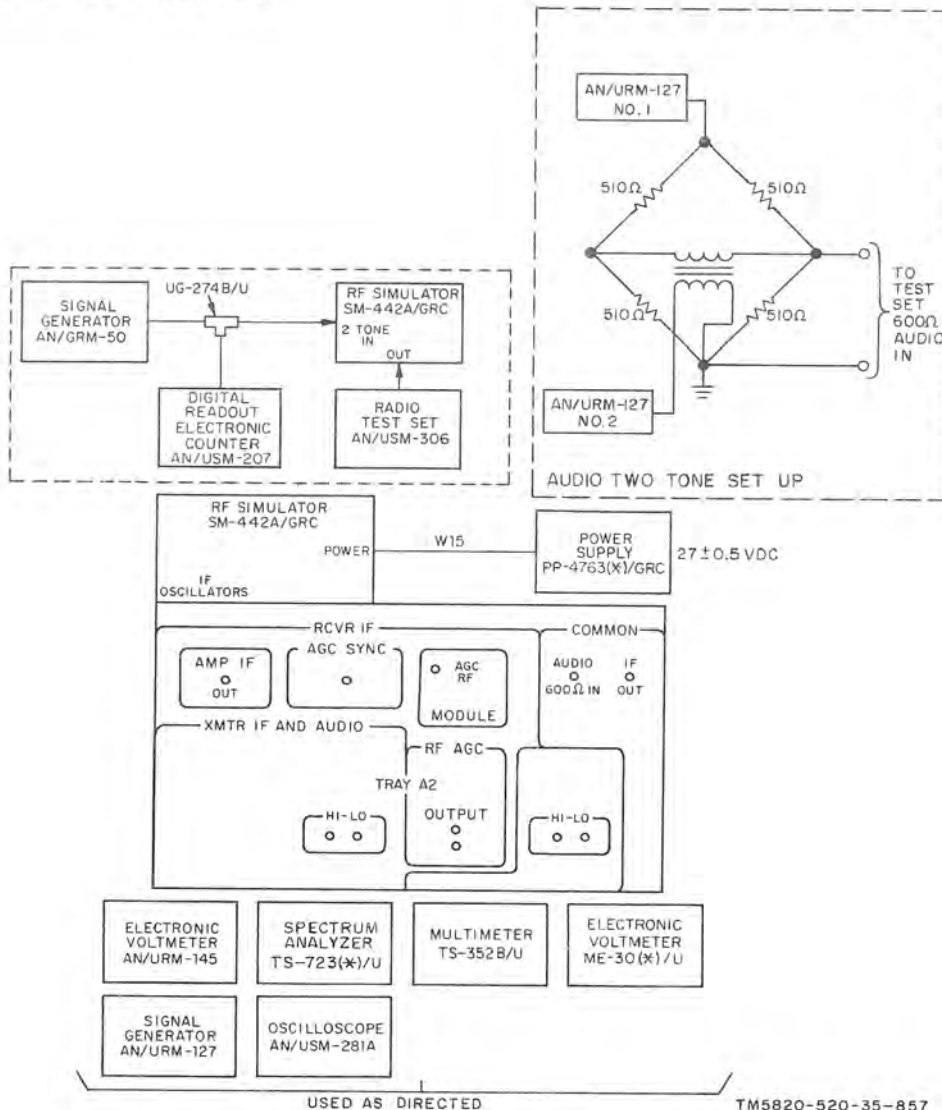 AN/URM-127
NO. 1
510Ω
510Ω
510Ω
510Ω
TO
TEST
SET
600Ω
AUDIO
IN
AN/URM-127
NO. 2
AUDIO TWO TONE SET UP
UG-274B/U
SIGNAL
GENERATOR
AN/GRM-50
RF SIMULATOR
SM-442A/GRC
2 TONE
IN
OUT
DIGITAL
READOUT
ELECTRONIC
COUNTER
AN/USM-207
RADIO
TEST SET
AN/USM-306
RF SIMULATOR
SM-442A/GRC
POWER
W15
POWER
SUPPLY
PP-4763(*)/GRC
27±0.5 VDC
IF
OSCILLATORS
RCVR IF
COMMON
AMP IF
OUT
AGC SYNC
AGC
RF
MODULE
AUDIO
600Ω IN
IF
OUT
XMTR IF AND AUDIO
RF AGC
TRAY A2
HI-LO
OUTPUT
HI-LO
ELECTRONIC
VOLTMETER
AN/URM-145
SPECTRUM
ANALYZER
TS-723(*)/U
MULTIMETER
TS-352B/U
ELECTRONIC
VOLTMETER
ME-30(*)/U
SIGNAL
GENERATOR
AN/URM-127
OSCILLOSCOPE
AN/USM-281A
USED AS DIRECTED
TM5820-520-35-857